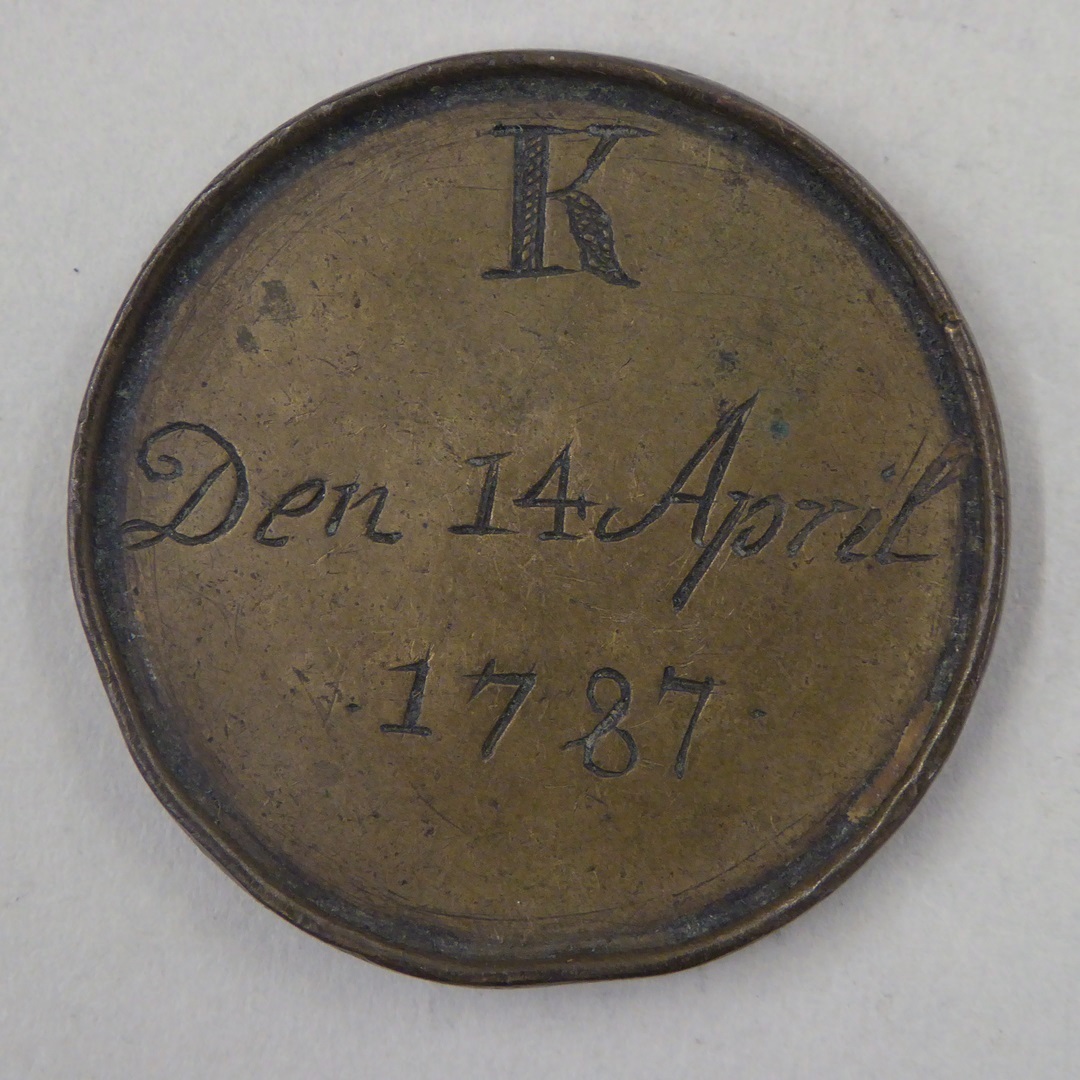 K
Den 14 April
· 1787 ·